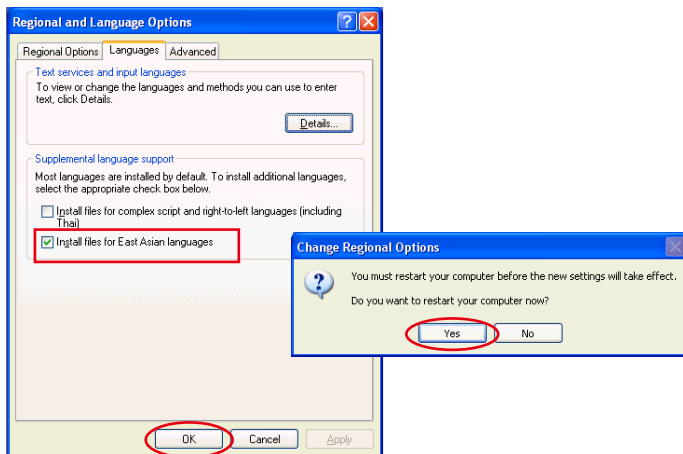 Regional and Language Options
Regional Options Languages Advanced
Text services and input languages
To view or change the languages and methods you can use to enter
text, click Details.
Details...
Supplemental language support
Most languages are installed by default. To install additional languages,
select the appropriate check box below.
Install files for complex script and right-to-left languages (including
Thai)
Install files for East Asian languages
OK Cancel Apply
Change Regional Options
You must restart your computer before the new settings will take effect.
Do you want to restart your computer now?
Yes No